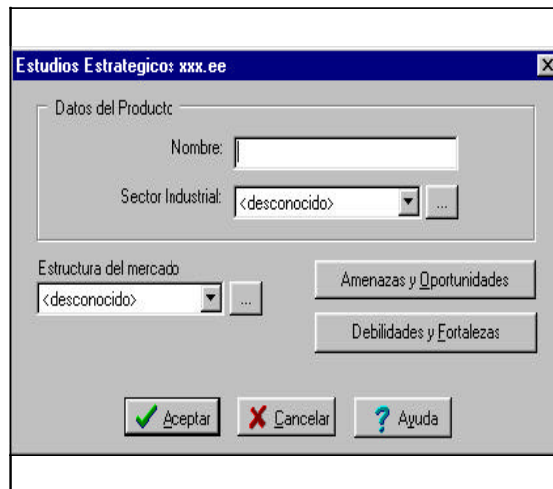 Estudios Estrategicos: xxx.ee
Datos del Producto
Nombre:
Sector Industrial: <desconocido> ...
Estructura del mercado
<desconocido> ...
Amenazas y Oportunidades
Debilidades y Fortalezas
Aceptar Cancelar Ayuda